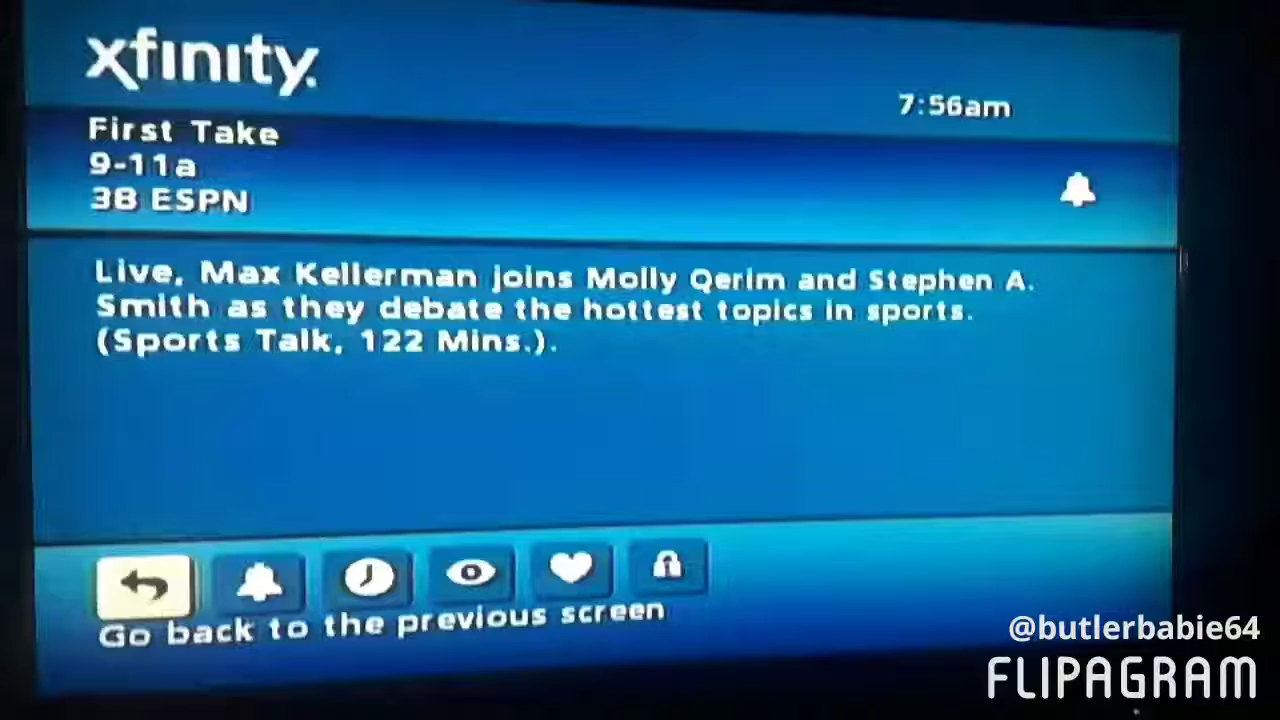 xfinity.
7:56am
First Take
9-11a
38 ESPN
Live, Max Kellerman joins Molly Qerim and Stephen A.
Smith as they debate the hottest topics in sports.
(Sports Talk, 122 Mins.).
Go back to the previous screen
@butlerbabie64
FLIPAGRAM